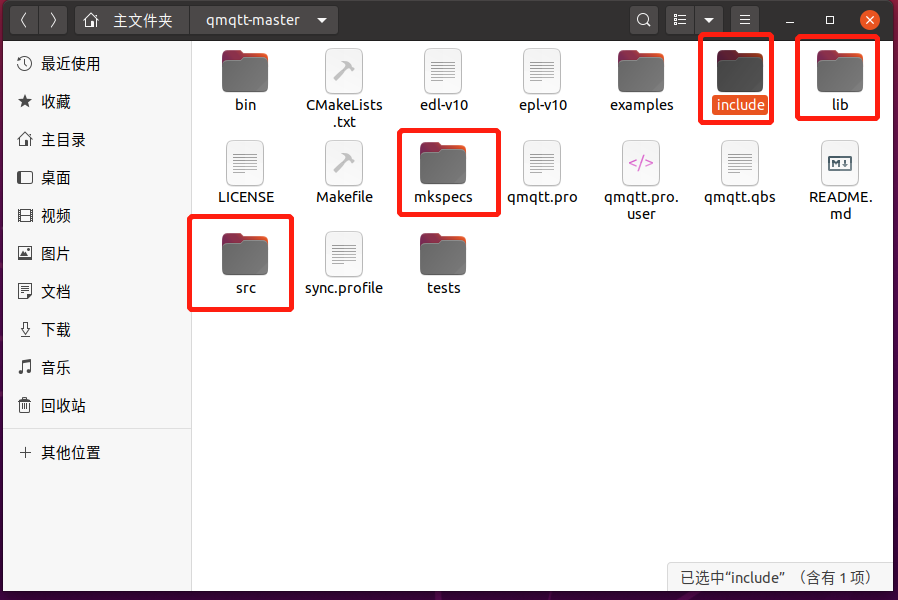 主文件夹 qmqtt-master
最近使用
收藏
主目录
桌面
视频
图片
文档
下载
音乐
回收站
其他位置
bin
CMakeLists
.txt
edl-v10
epl-v10
examples
include
lib
LICENSE
Makefile
mkspecs
qmqtt.pro
qmqtt.pro.
user
qmqtt.qbs
README.
md
src
sync.profile
tests
已选中“include” （含有 1 项）